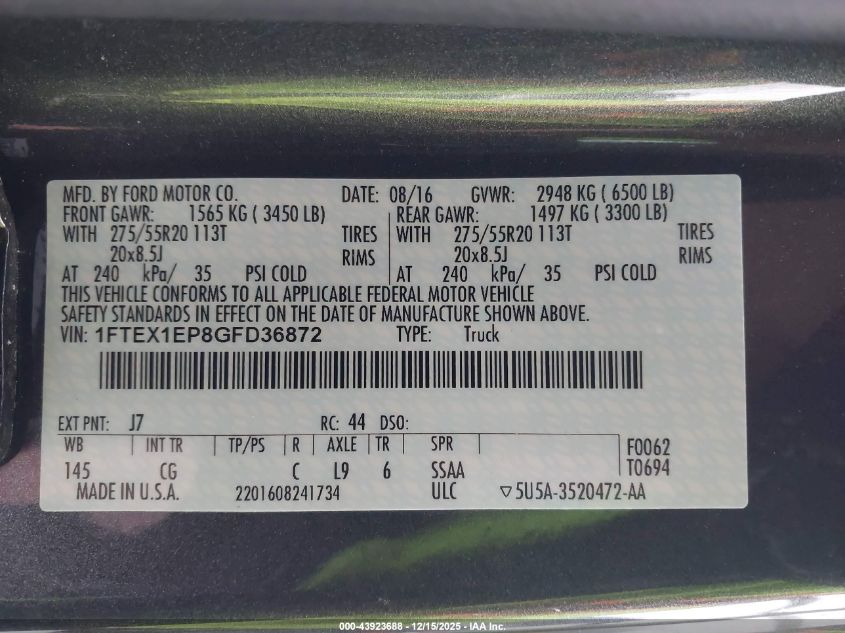 MFD. BY FORD MOTOR CO. DATE: 08/16 GVWR: 2948 KG ( 6500 LB)
FRONT GAWR: 1565 KG ( 3450 LB) REAR GAWR: 1497 KG ( 3300 LB)
WITH 275/55R20 113T TIRES WITH 275/55R20 113T TIRES
20x8.5J RIMS 20x8.5J RIMS
AT 240 kPa/ 35 PSI COLD AT 240 kPa/ 35 PSI COLD
THIS VEHICLE CONFORMS TO ALL APPLICABLE FEDERAL MOTOR VEHICLE
SAFETY STANDARDS IN EFFECT ON THE DATE OF MANUFACTURE SHOWN ABOVE.
VIN: 1FTEX1EP8GFD36872 TYPE: Truck
EXT PNT: J7 RC: 44 DSO:
WB INT TR TP/PS R AXLE TR SPR F0062
145 CG C L9 6 SSAA T0694
MADE IN U.S.A. 2201608241734 ULC ▽5U5A-3520472-AA
000-43923688 - 12/15/2025 - IAA Inc.